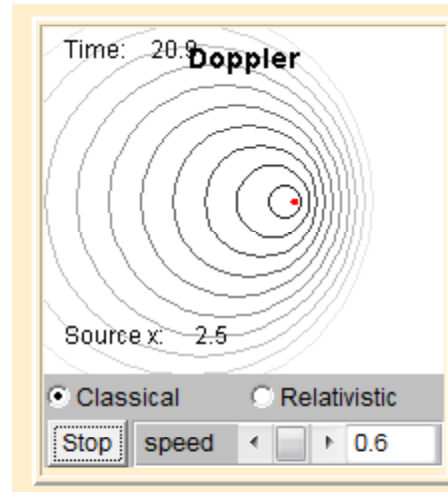 Time: 20.9
Doppler
Source x: 2.5
Classical Relativistic
Stop speed 0.6